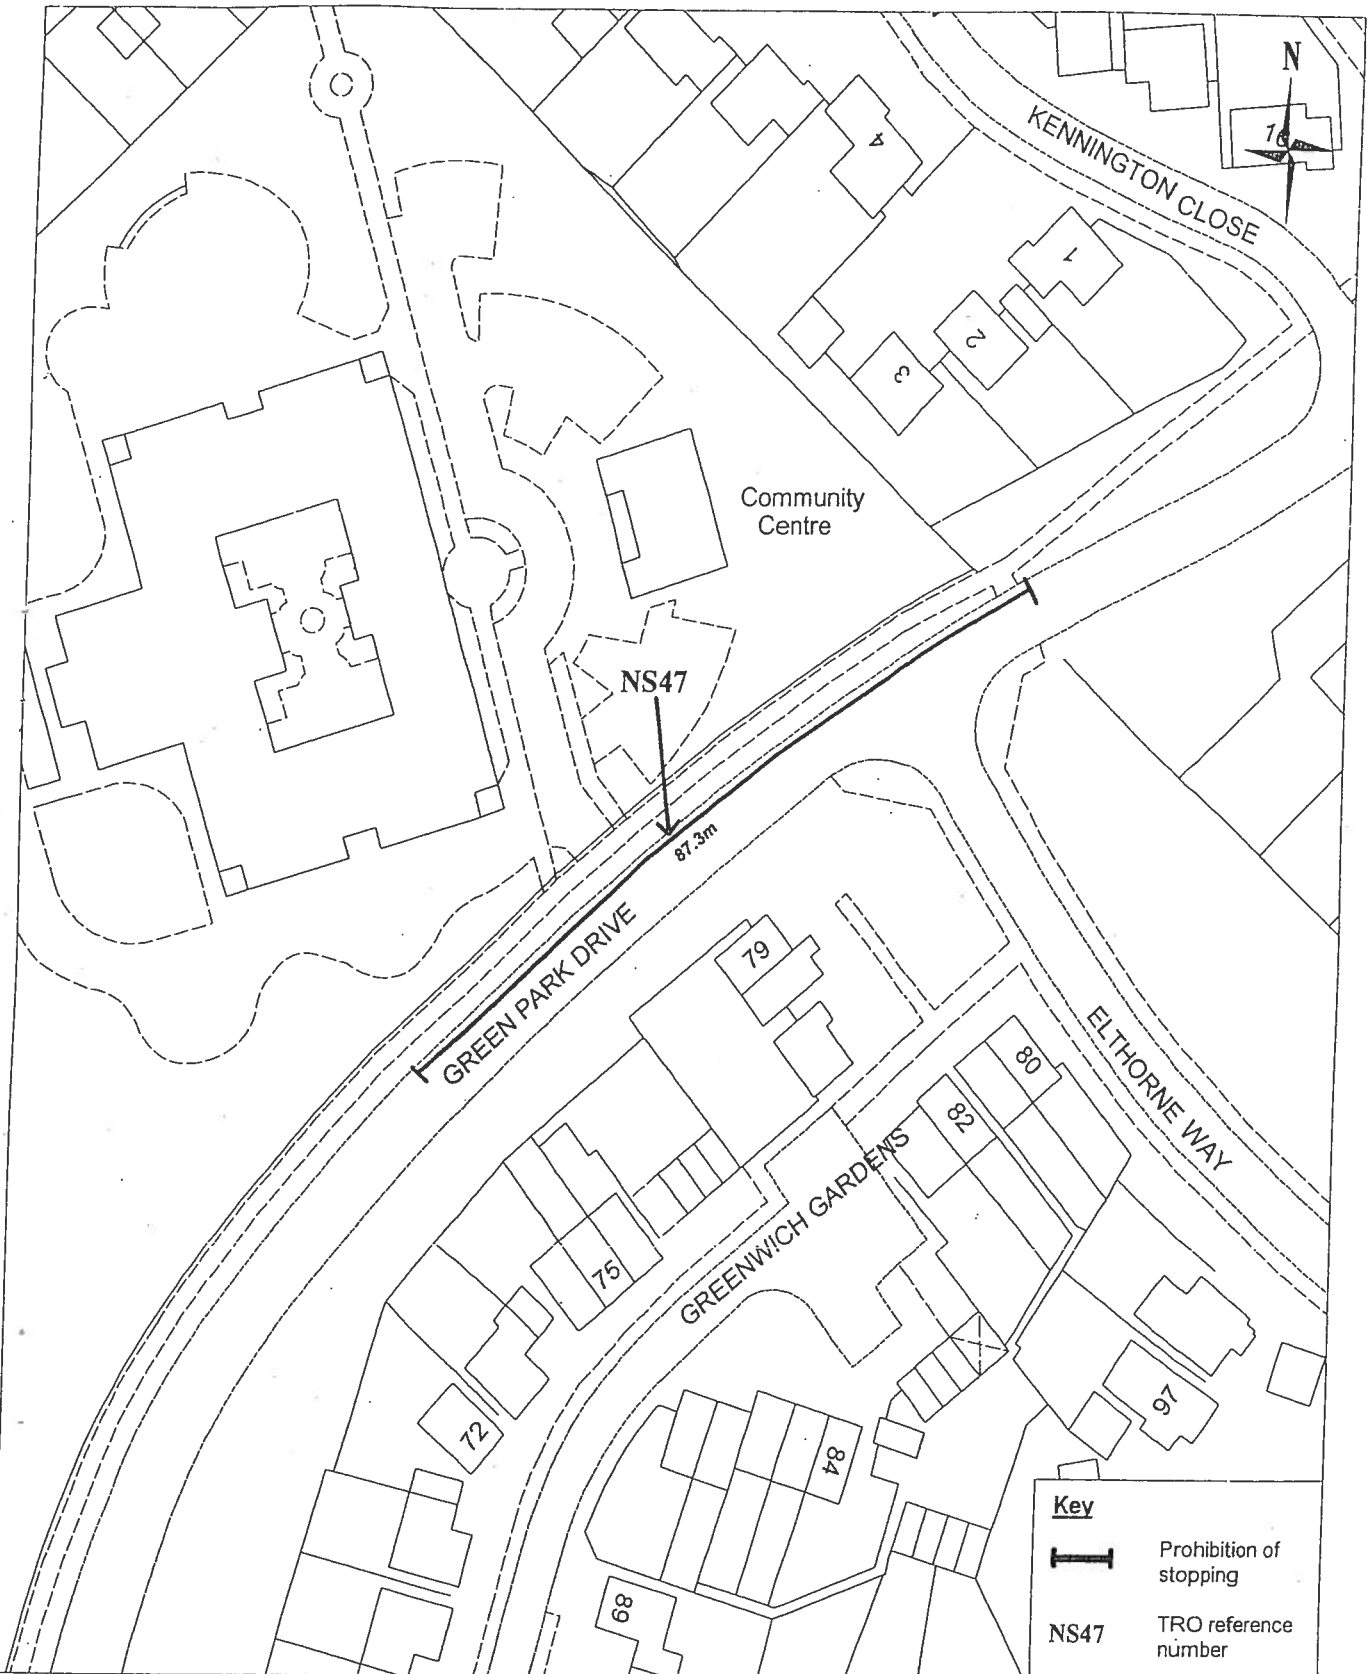 N
KENNINGTON CLOSE
16
4
1
2
3
Community
Centre
NS47
87.3m
GREEN PARK DRIVE
79
80
82
ELTHORNE WAY
GREENWICH GARDENS
75
72
84
97
89
Key
Prohibition of
stopping
NS47
TRO reference
number